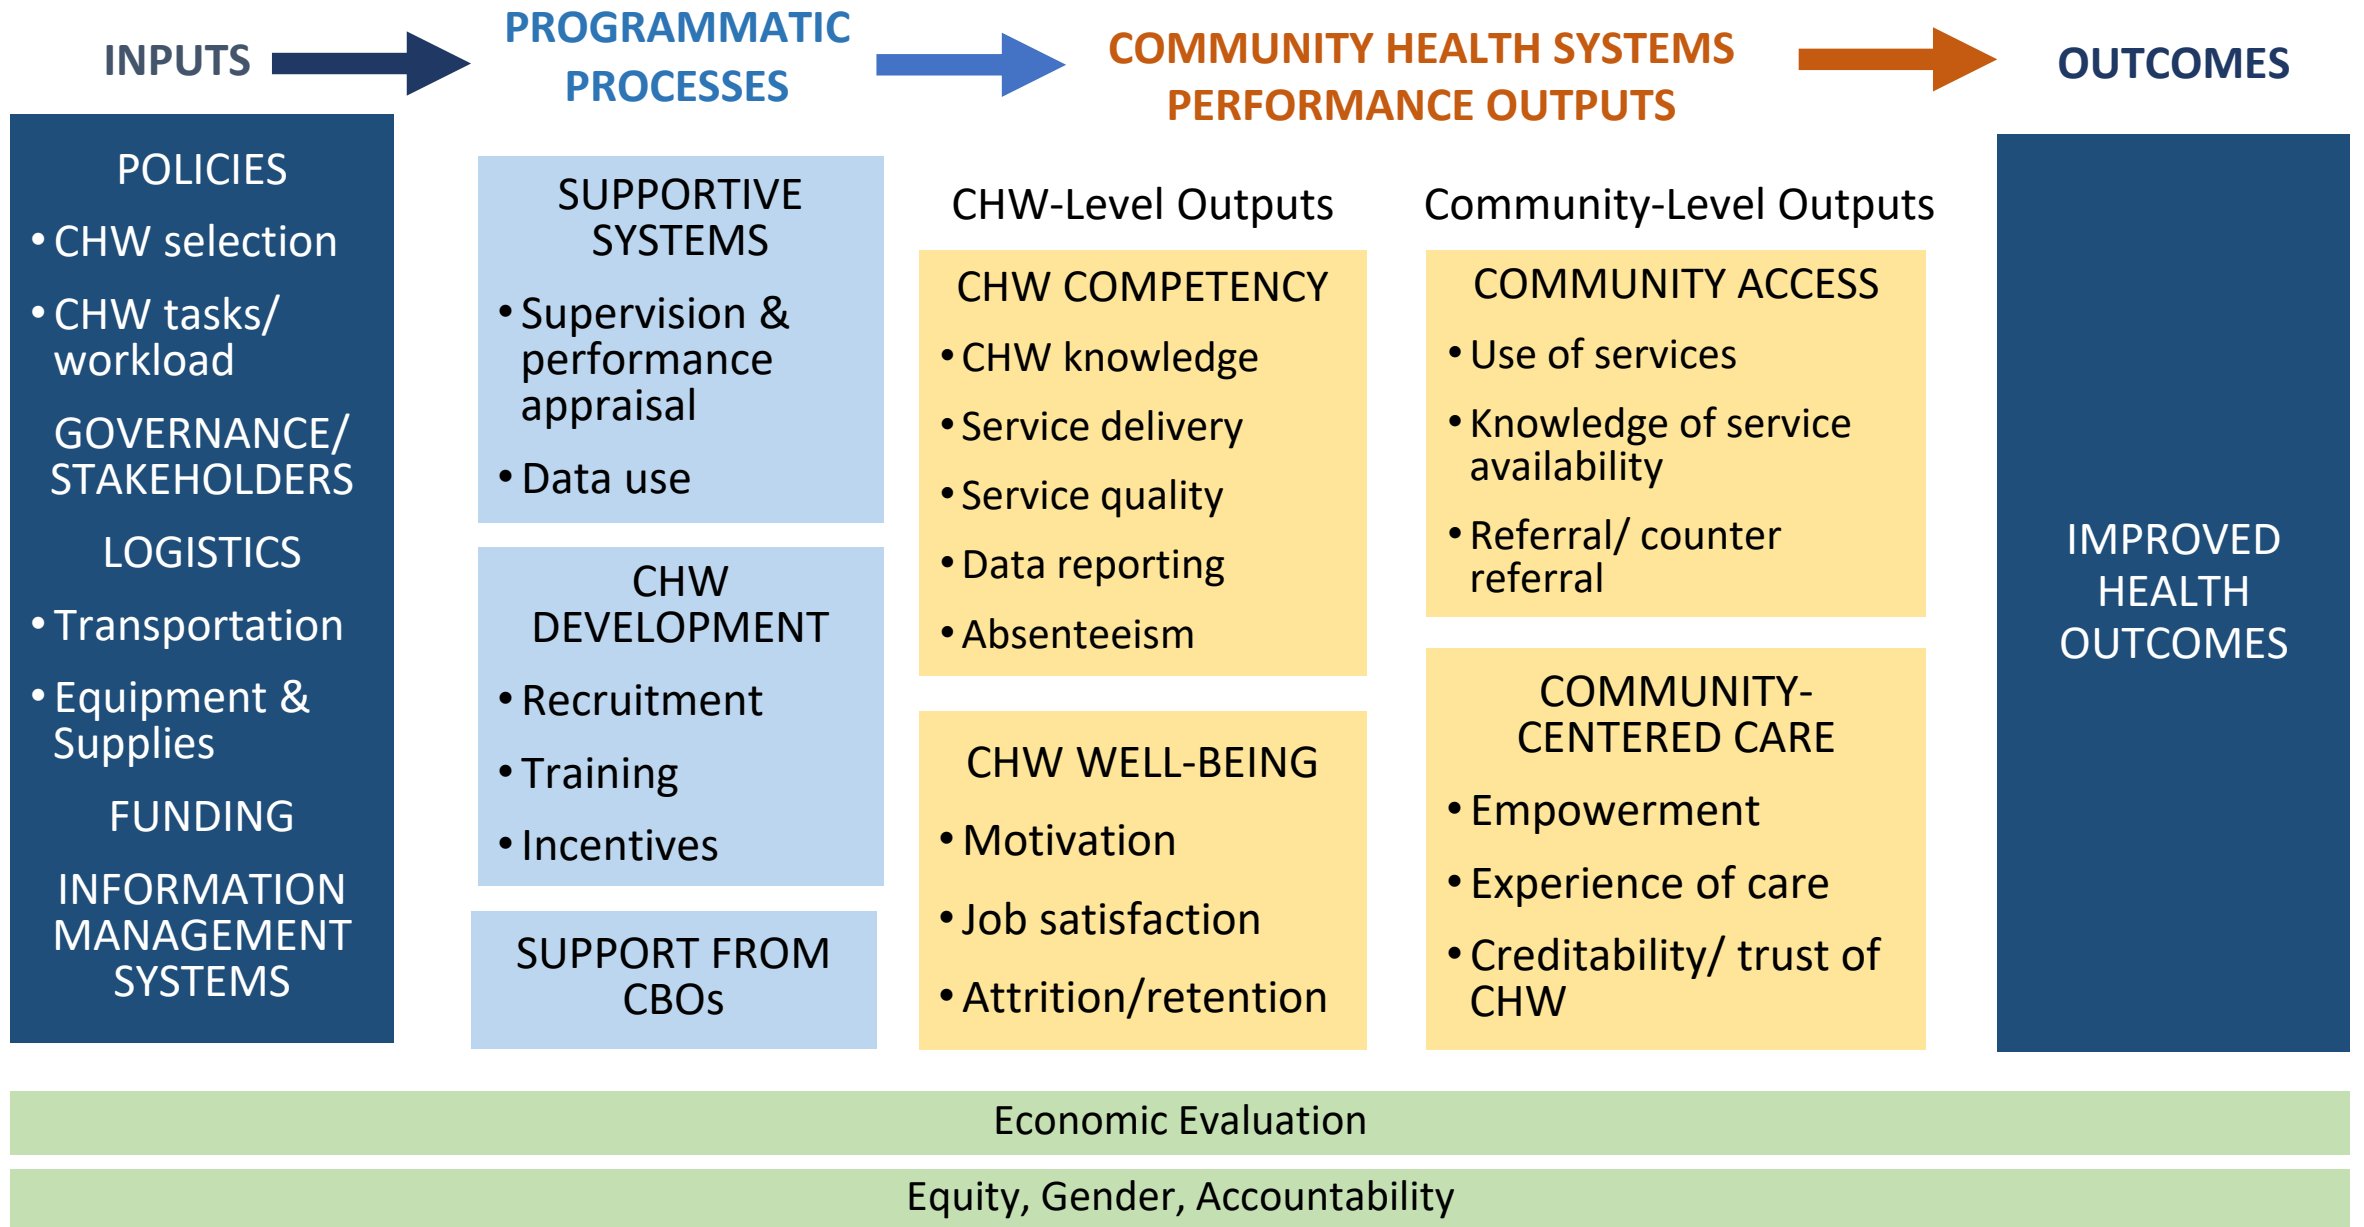 INPUTS
PROGRAMMATIC
PROCESSES
COMMUNITY HEALTH SYSTEMS
PERFORMANCE OUTPUTS
OUTCOMES
POLICIES
• CHW selection
• CHW tasks/
workload
GOVERNANCE/
STAKEHOLDERS
LOGISTICS
• Transportation
• Equipment &
Supplies
FUNDING
INFORMATION
MANAGEMENT
SYSTEMS
SUPPORTIVE
SYSTEMS
• Supervision &
performance
appraisal
• Data use
CHW
DEVELOPMENT
• Recruitment
• Training
• Incentives
SUPPORT FROM
CBOs
CHW-Level Outputs
CHW COMPETENCY
• CHW knowledge
• Service delivery
• Service quality
• Data reporting
• Absenteeism
CHW WELL-BEING
• Motivation
• Job satisfaction
• Attrition/retention
Community-Level Outputs
COMMUNITY ACCESS
• Use of services
• Knowledge of service
availability
• Referral/ counter
referral
COMMUNITY-
CENTERED CARE
• Empowerment
• Experience of care
• Creditability/ trust of
CHW
IMPROVED
HEALTH
OUTCOMES
Economic Evaluation
Equity, Gender, Accountability